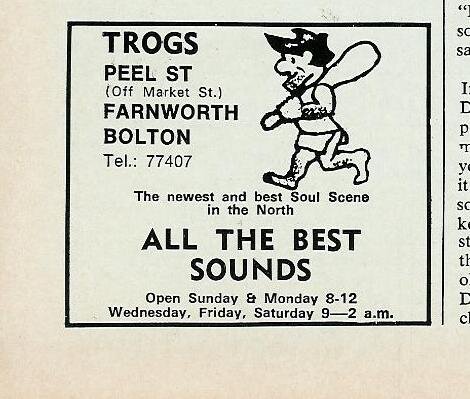 TROGS
PEEL ST
(Off Market St.)
FARNWORTH
BOLTON
Tel.: 77407
The newest and best Soul Scene
in the North
ALL THE BEST
SOUNDS
Open Sunday & Monday 8-12
Wednesday, Friday, Saturday 9—2 a.m.